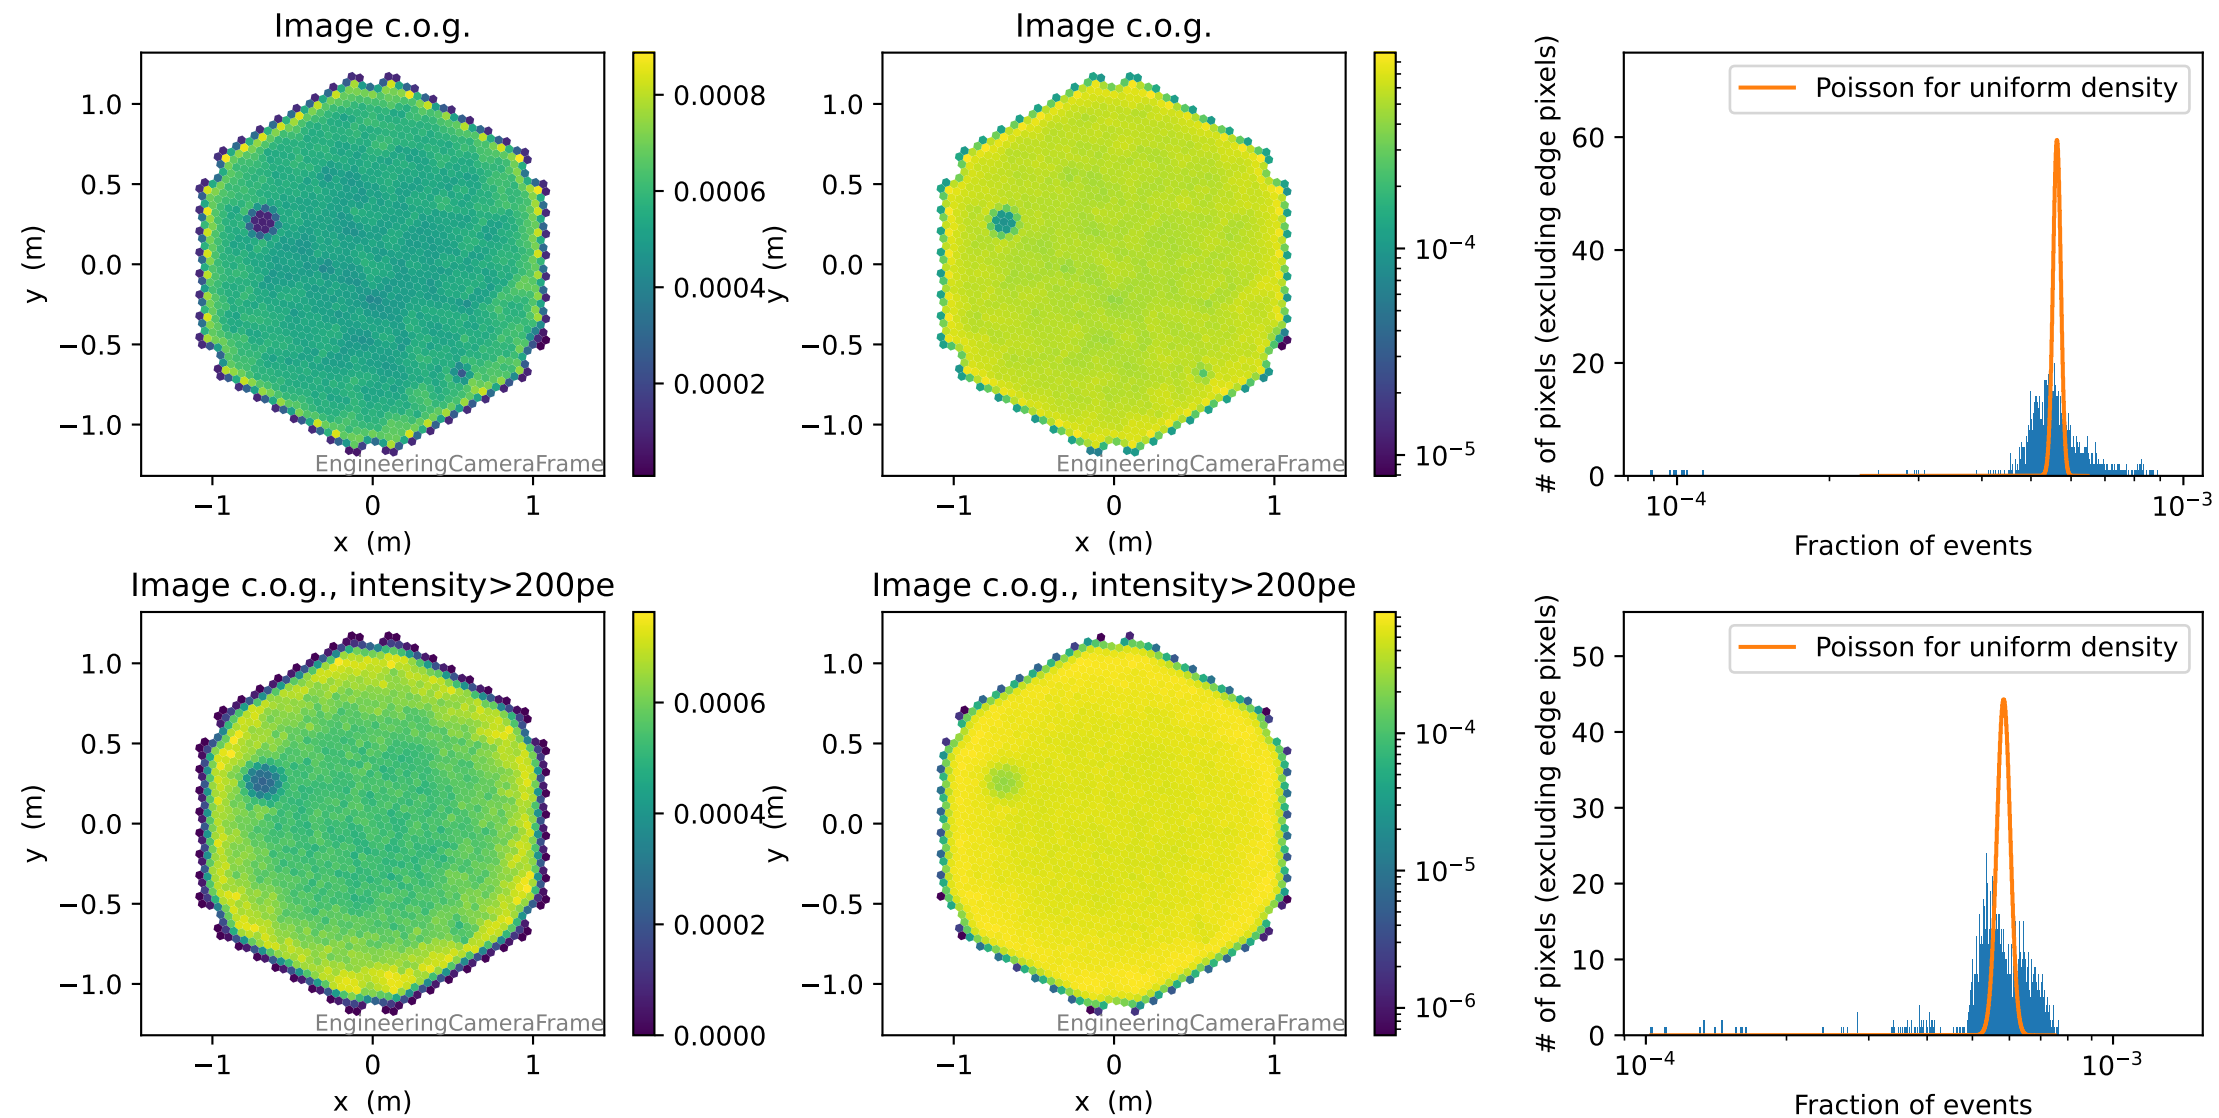 Image c.o.g.
1.0
0.5
0.0
−0.5
−1.0
−1
0
1
x (m)
y (m)
EngineeringCameraFrame
0.0008
0.0006
0.0004
0.0002
Image c.o.g.
1.0
0.5
0.0
−0.5
−1.0
−1
0
1
x (m)
y (m)
EngineeringCameraFrame
10⁻⁴
10⁻⁵
Poisson for uniform density
60
40
20
0
10⁻⁴
10⁻³
Fraction of events
# of pixels (excluding edge pixels)
Image c.o.g., intensity>200pe
1.0
0.5
0.0
−0.5
−1.0
−1
0
1
x (m)
y (m)
EngineeringCameraFrame
0.0006
0.0004
0.0002
0.0000
Image c.o.g., intensity>200pe
1.0
0.5
0.0
−0.5
−1.0
−1
0
1
x (m)
y (m)
EngineeringCameraFrame
10⁻⁴
10⁻⁵
10⁻⁶
Poisson for uniform density
50
40
30
20
10
0
10⁻⁴
10⁻³
Fraction of events
# of pixels (excluding edge pixels)